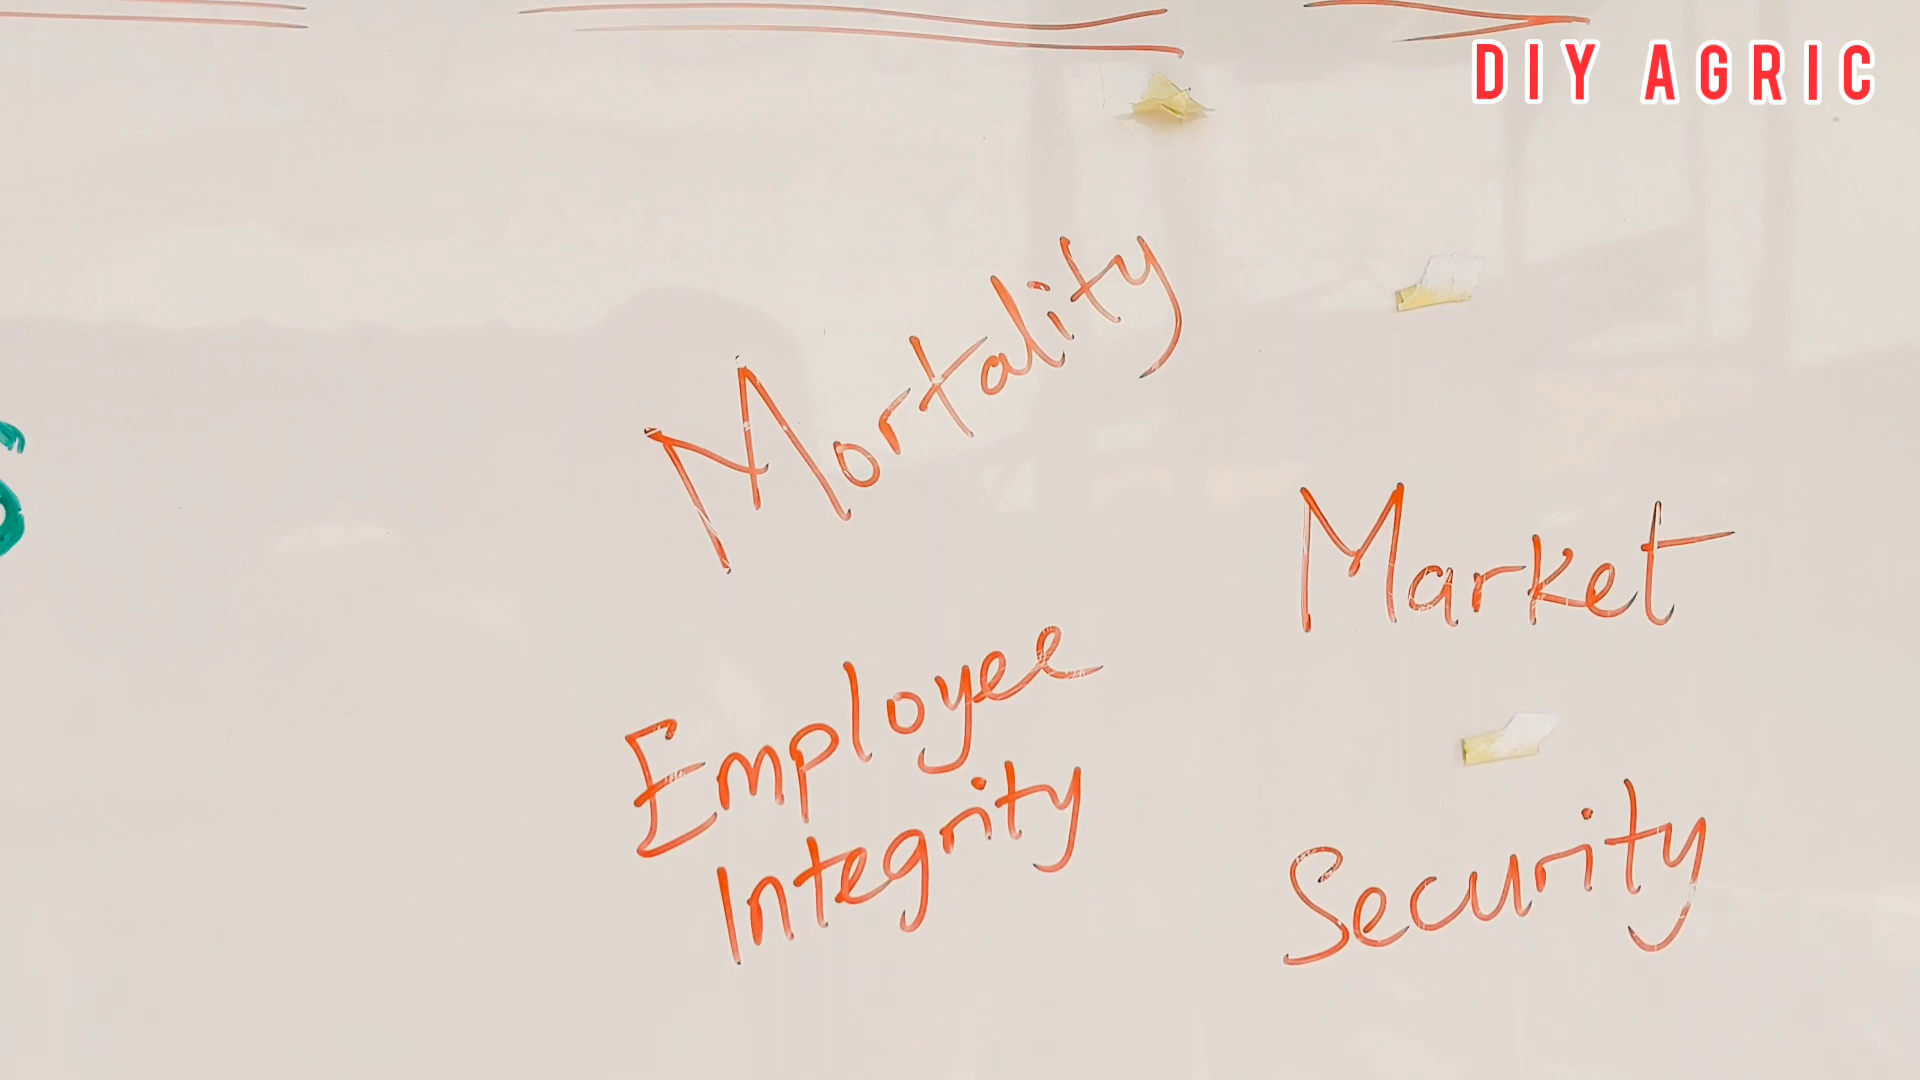 DIY AGRIC
Mortality
Market
Employee
Integrity
Security